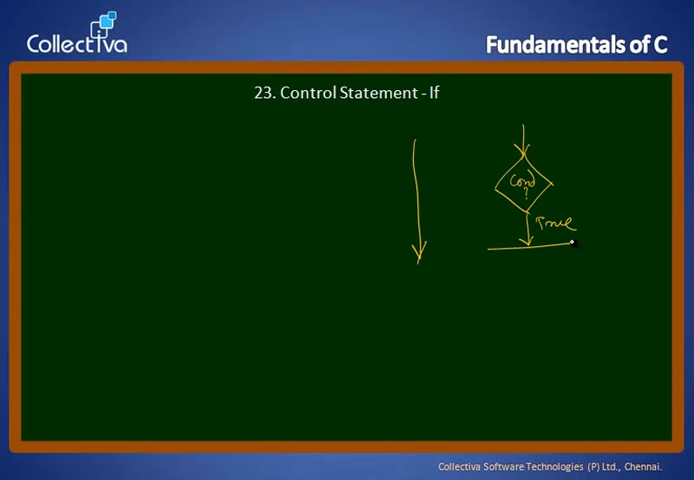 Collectiva
Fundamentals of C
23. Control Statement - If
Cond
?
True
Collectiva Software Technologies (P) Ltd., Chennai.